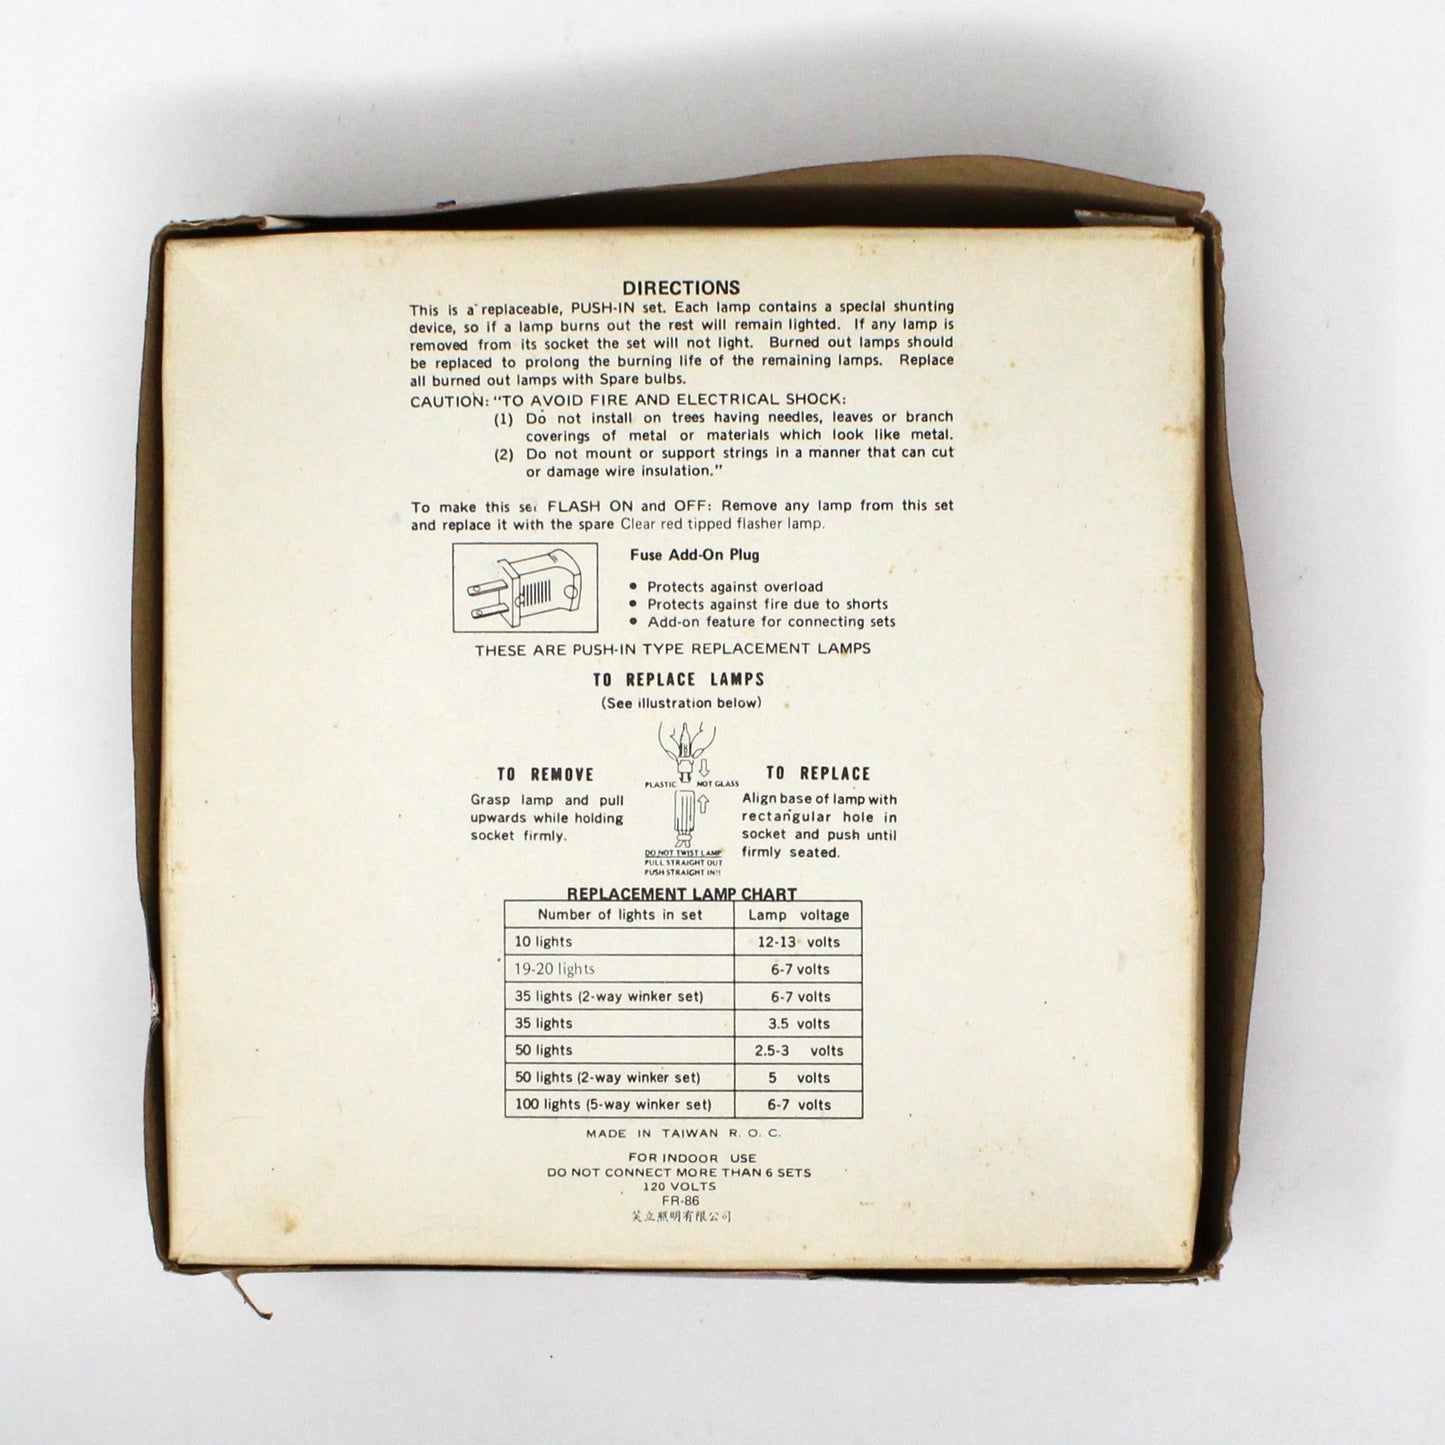 DIRECTIONS
This is a replaceable, PUSH-IN set. Each lamp contains a special shunting
device, so if a lamp burns out the rest will remain lighted. If any lamp is
removed from its socket the set will not light. Burned out lamps should
be replaced to prolong the burning life of the remaining lamps. Replace
all burned out lamps with Spare bulbs.
CAUTION: "TO AVOID FIRE AND ELECTRICAL SHOCK:
(1) Do not install on trees having needles, leaves or branch
coverings of metal or materials which look like metal.
(2) Do not mount or support strings in a manner that can cut
or damage wire insulation."
To make this set FLASH ON and OFF: Remove any lamp from this set
and replace it with the spare Clear red tipped flasher lamp.
Fuse Add-On Plug
• Protects against overload
• Protects against fire due to shorts
• Add-on feature for connecting sets
THESE ARE PUSH-IN TYPE REPLACEMENT LAMPS
TO REPLACE LAMPS
(See illustration below)
TO REMOVE
Grasp lamp and pull
upwards while holding
socket firmly.
PLASTIC NOT GLASS
DO NOT TWIST LAMP
PULL STRAIGHT OUT
PUSH STRAIGHT IN!!
TO REPLACE
Align base of lamp with
rectangular hole in
socket and push until
firmly seated.
REPLACEMENT LAMP CHART
Number of lights in set Lamp voltage
10 lights 12-13 volts
19-20 lights 6-7 volts
35 lights (2-way winker set) 6-7 volts
35 lights 3.5 volts
50 lights 2.5-3 volts
50 lights (2-way winker set) 5 volts
100 lights (5-way winker set) 6-7 volts
MADE IN TAIWAN R. O. C.
FOR INDOOR USE
DO NOT CONNECT MORE THAN 6 SETS
120 VOLTS
FR-86
立照明有限公司